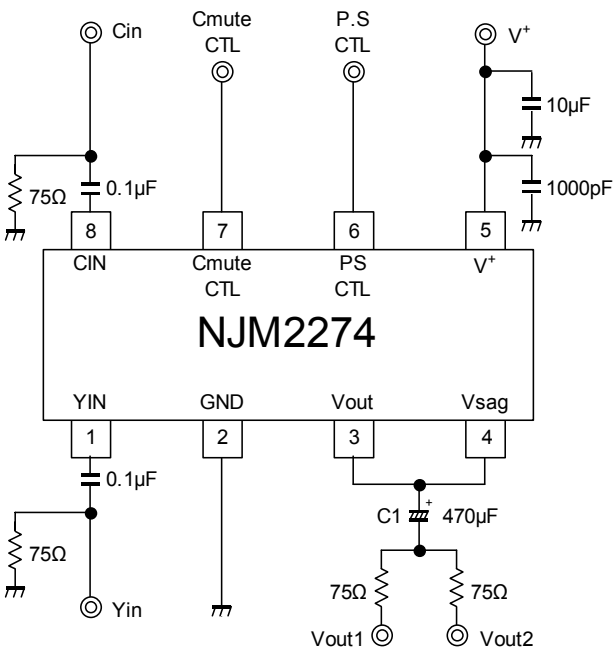 Cin
Cmute
CTL
P.S
CTL
V+
10µF
75Ω
0.1µF
1000pF
8
7
6
5
CIN
Cmute
CTL
PS
CTL
V+
NJM2274
YIN
GND
Vout
Vsag
1
2
3
4
0.1µF
C1
+
470µF
75Ω
75Ω
75Ω
Yin
Vout1
Vout2